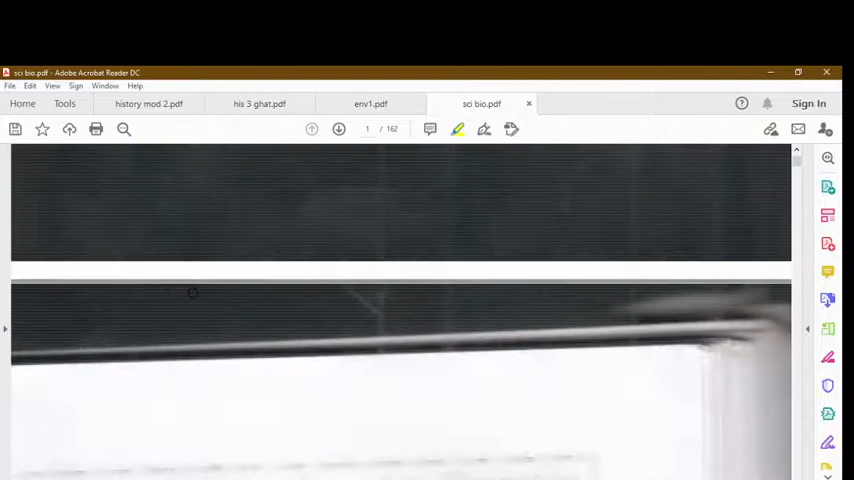 sci bio.pdf - Adobe Acrobat Reader DC
File Edit View Sign Window Help
Home Tools history mod 2.pdf his 3 ghat.pdf env1.pdf sci bio.pdf × ? Sign In
1 / 162